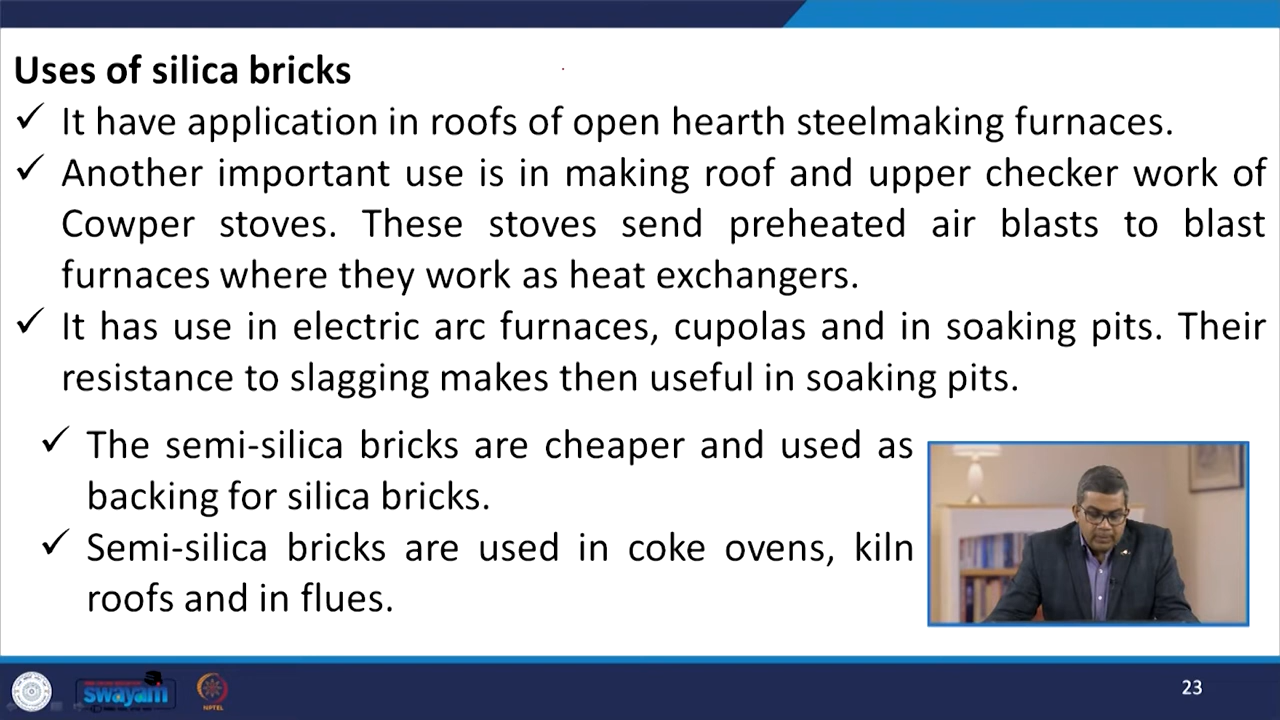 Uses of silica bricks
✓ It have application in roofs of open hearth steelmaking furnaces.
✓ Another important use is in making roof and upper checker work of
Cowper stoves. These stoves send preheated air blasts to blast
furnaces where they work as heat exchangers.
✓ It has use in electric arc furnaces, cupolas and in soaking pits. Their
resistance to slagging makes then useful in soaking pits.
✓ The semi-silica bricks are cheaper and used as
backing for silica bricks.
✓ Semi-silica bricks are used in coke ovens, kiln
roofs and in flues.
swayam
NPTEL
23